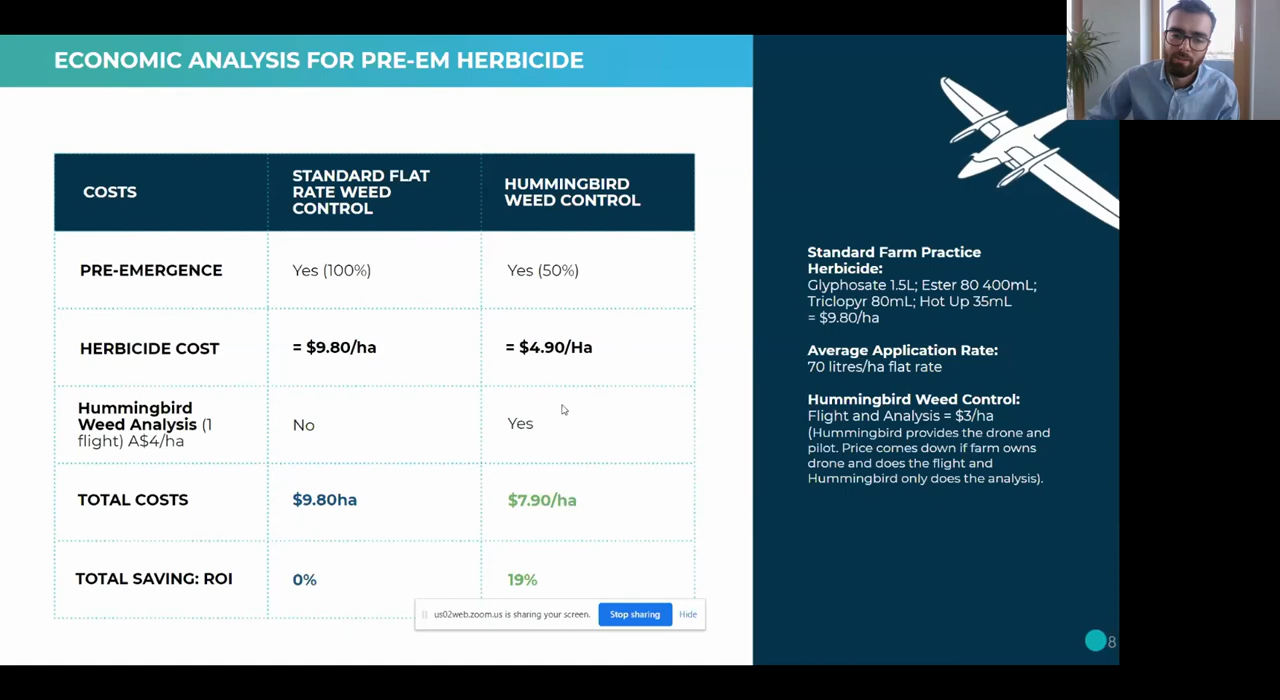 ECONOMIC ANALYSIS FOR PRE-EM HERBICIDE
COSTS
STANDARD FLAT
RATE WEED
CONTROL
HUMMINGBIRD
WEED CONTROL
PRE-EMERGENCE
Yes (100%)
Yes (50%)
HERBICIDE COST
= $9.80/ha
= $4.90/Ha
Hummingbird
Weed Analysis (1
flight) A$4/ha
No
Yes
TOTAL COSTS
$9.80ha
$7.90/ha
TOTAL SAVING: ROI
0%
19%
us02web.zoom.us is sharing your screen.
Stop sharing
Hide
Standard Farm Practice
Herbicide:
Glyphosate 1.5L; Ester 80 400mL;
Triclopyr 80mL; Hot Up 35mL
= $9.80/ha
Average Application Rate:
70 litres/ha flat rate
Hummingbird Weed Control:
Flight and Analysis = $3/ha
(Hummingbird provides the drone and
pilot. Price comes down if farm owns
drone and does the flight and
Hummingbird only does the analysis).
8